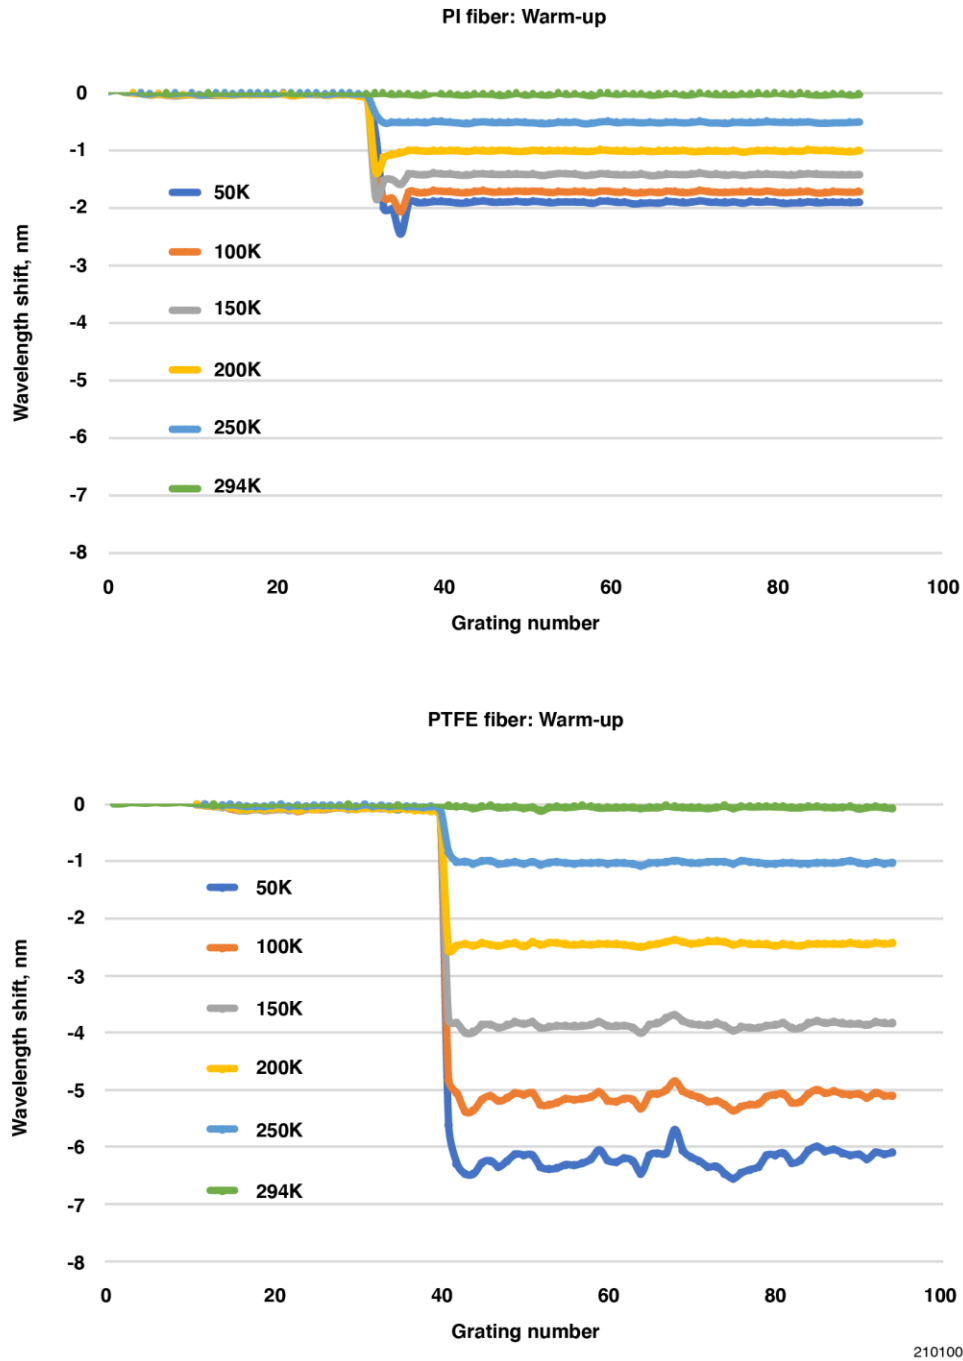 PI fiber: Warm-up
0
-1
-2
-3
-4
-5
-6
-7
-8
Wavelength shift, nm
50K
100K
150K
200K
250K
294K
0 20 40 60 80 100
Grating number
PTFE fiber: Warm-up
0
-1
-2
-3
-4
-5
-6
-7
-8
Wavelength shift, nm
50K
100K
150K
200K
250K
294K
0 20 40 60 80 100
Grating number
210100